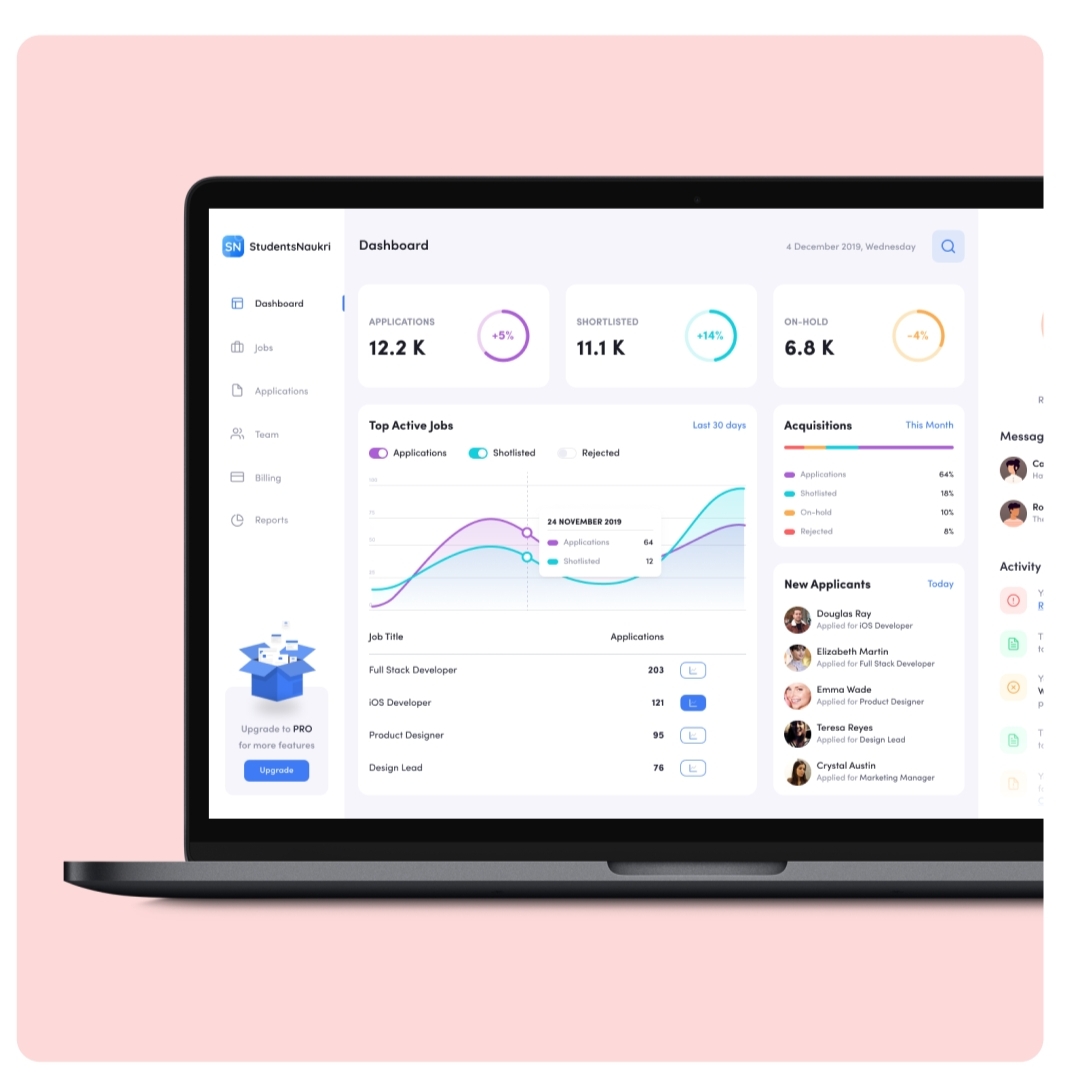 SN StudentsNaukri
Dashboard
Jobs
Applications
Team
Billing
Reports
Upgrade to PRO
for more features
Upgrade
Dashboard
4 December 2019, Wednesday
APPLICATIONS
12.2 K
+5%
SHORTLISTED
11.1 K
+14%
ON-HOLD
6.8 K
-4%
Top Active Jobs
Last 30 days
Applications
Shotlisted
Rejected
100
75
24 NOVEMBER 2019
Applications 64
Shotlisted 12
Job Title Applications
Full Stack Developer 203
iOS Developer 121
Product Designer 95
Design Lead 76
Acquisitions
This Month
Applications 64%
Shotlisted 18%
On-hold 10%
Rejected 8%
New Applicants
Today
Douglas Ray
Applied for iOS Developer
Elizabeth Martin
Applied for Full Stack Developer
Emma Wade
Applied for Product Designer
Teresa Reyes
Applied for Design Lead
Crystal Austin
Applied for Marketing Manager
R
Messag
Ca
Ha
Ro
The
Activity
Y
R
T
Y
W
P
T
Y